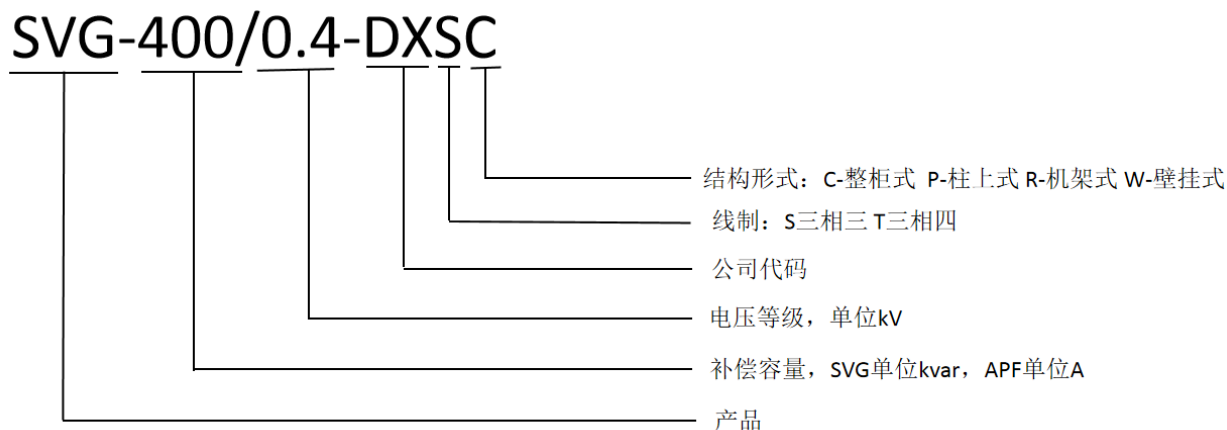 SVG-400/0.4-DXSC
结构形式：C-整柜式 P-柱上式 R-机架式 W-壁挂式
线制：S三相三 T三相四
公司代码
电压等级，单位kV
补偿容量，SVG单位kvar，APF单位A
产品